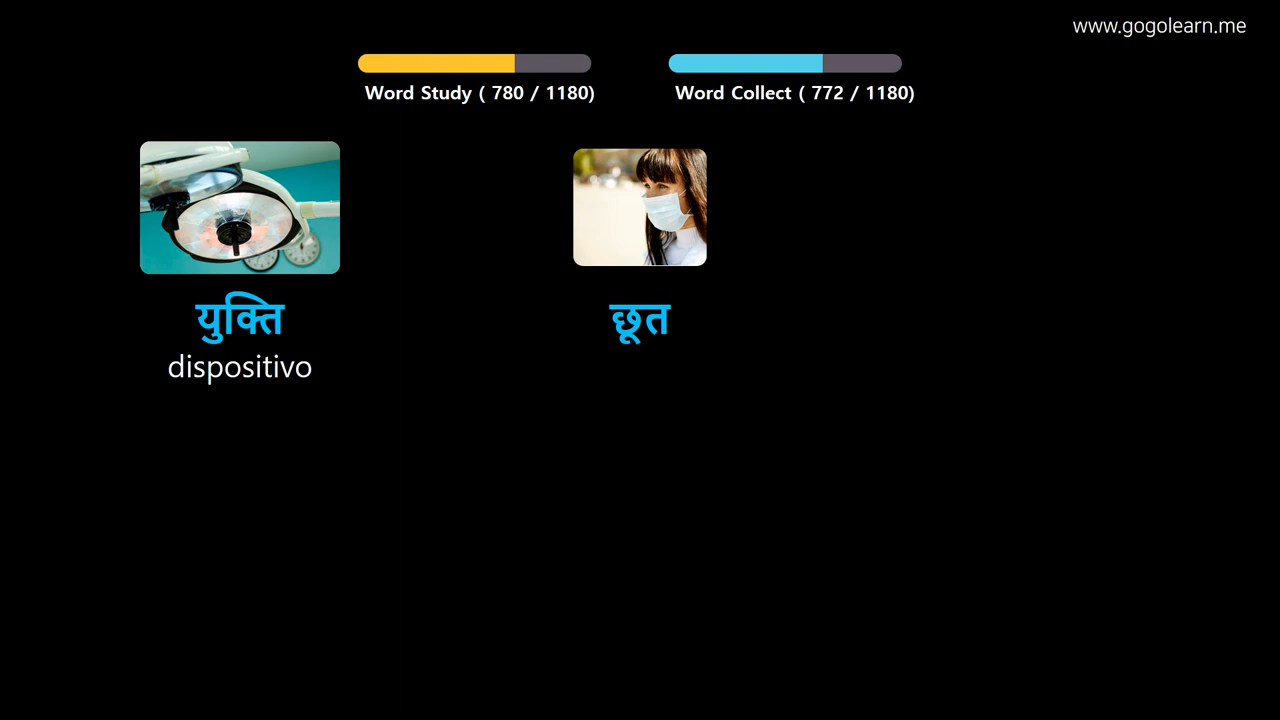 www.gogolearn.me
Word Study ( 780 / 1180)
Word Collect ( 772 / 1180)
युक्ति
dispositivo
छूत